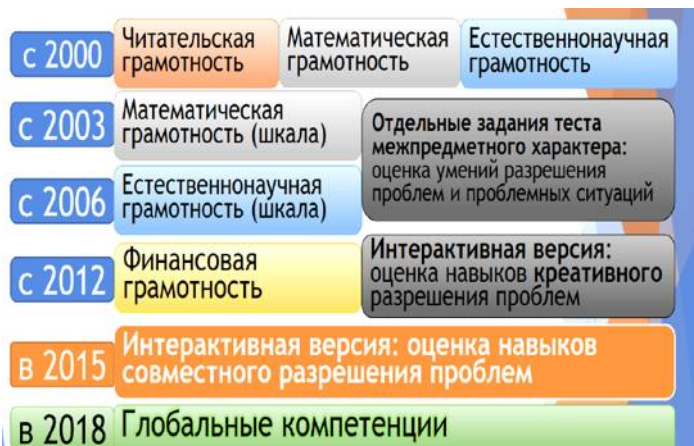 с 2000
Читательская
грамотность
Математическая
грамотность
Естественнонаучная
грамотность
с 2003
Математическая
грамотность (шкала)
Отдельные задания теста
межпредметного характера:
оценка умений разрешения
проблем и проблемных ситуаций
с 2006
Естественнонаучная
грамотность (шкала)
с 2012
Финансовая
грамотность
Интерактивная версия:
оценка навыков креативного
разрешения проблем
в 2015
Интерактивная версия: оценка навыков
совместного разрешения проблем
в 2018
Глобальные компетенции